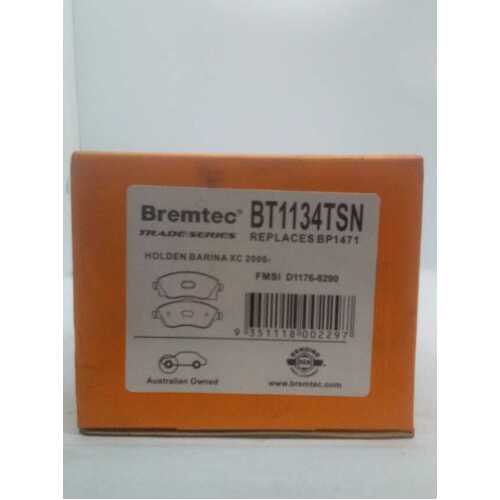 Bremtec® BT1134TSN
TRADE-SERIES REPLACES BP1471
HOLDEN BARINA XC 2006-
FMSI D1176-8290
9 351118 002297
Australian Owned
www.bremtec.com